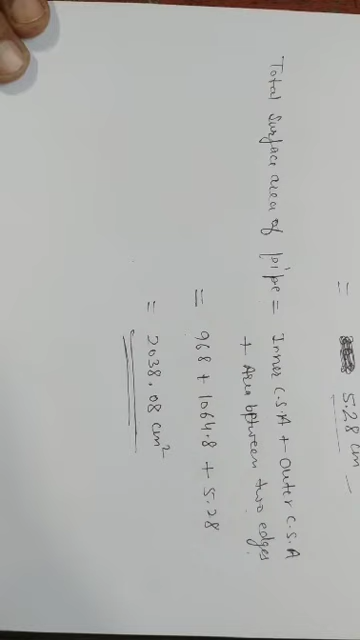 = 5.28 cm
Total surface area of pipe = Inner C.S.A + Outer C.S.A
+ Area between two edges
= 968 + 1064.8 + 5.28
= 2038.08 cm²